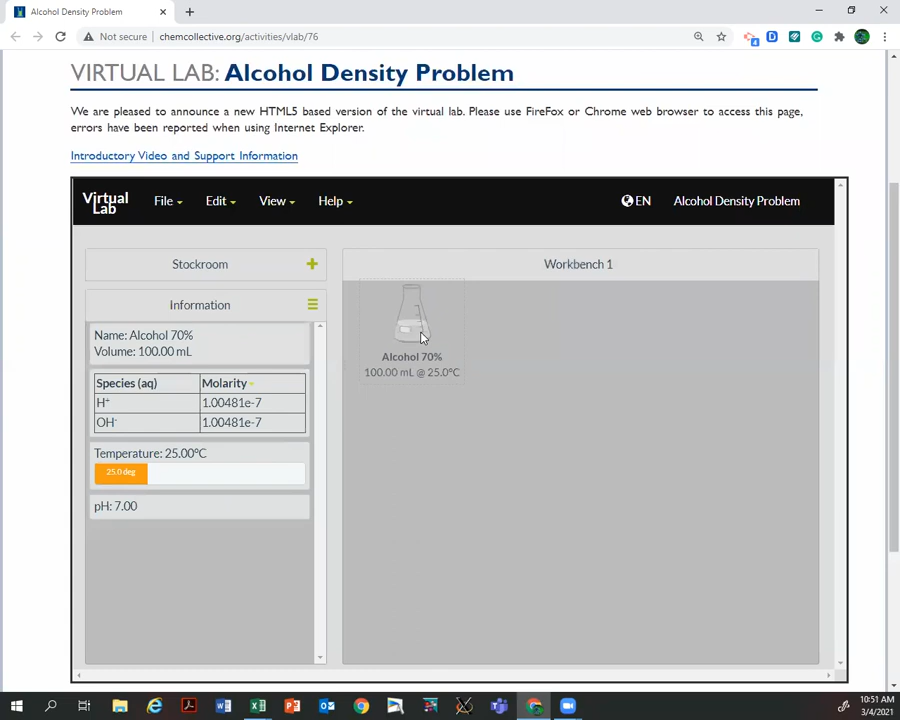 Alcohol Density Problem
Not secure | chemcollective.org/activities/vlab/76
VIRTUAL LAB: Alcohol Density Problem
We are pleased to announce a new HTML5 based version of the virtual lab. Please use FireFox or Chrome web browser to access this page,
errors have been reported when using Internet Explorer.
Introductory Video and Support Information
Virtual Lab
File
Edit
View
Help
EN
Alcohol Density Problem
Stockroom
Workbench 1
Information
Name: Alcohol 70%
Volume: 100.00 mL
Species (aq) Molarity
H+ 1.00481e-7
OH- 1.00481e-7
Temperature: 25.00°C
25.0 deg
pH: 7.00
Alcohol 70%
100.00 mL @ 25.0°C
10:51 AM
3/4/2021